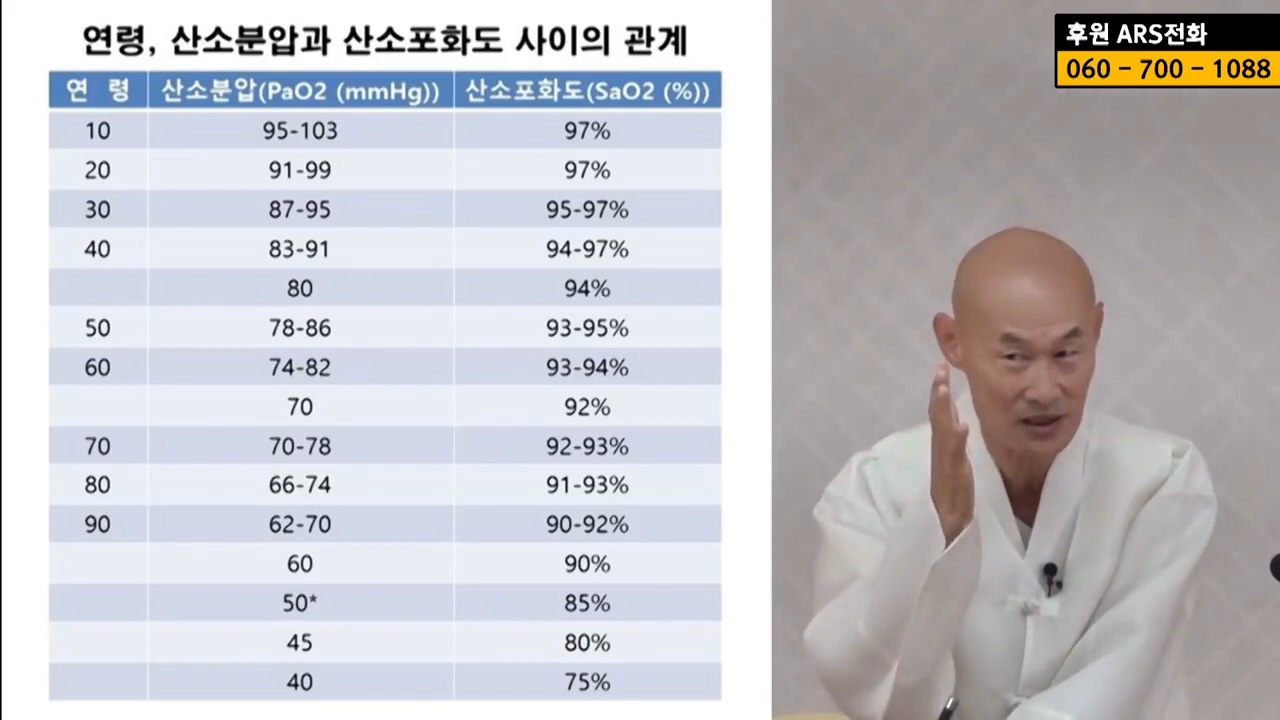 연령, 산소분압과 산소포화도 사이의 관계
연 령 산소분압(PaO2 (mmHg)) 산소포화도(SaO2 (%))
10 95-103 97%
20 91-99 97%
30 87-95 95-97%
40 83-91 94-97%
80 94%
50 78-86 93-95%
60 74-82 93-94%
70 92%
70 70-78 92-93%
80 66-74 91-93%
90 62-70 90-92%
60 90%
50* 85%
45 80%
40 75%
후원 ARS전화
060 - 700 - 1088